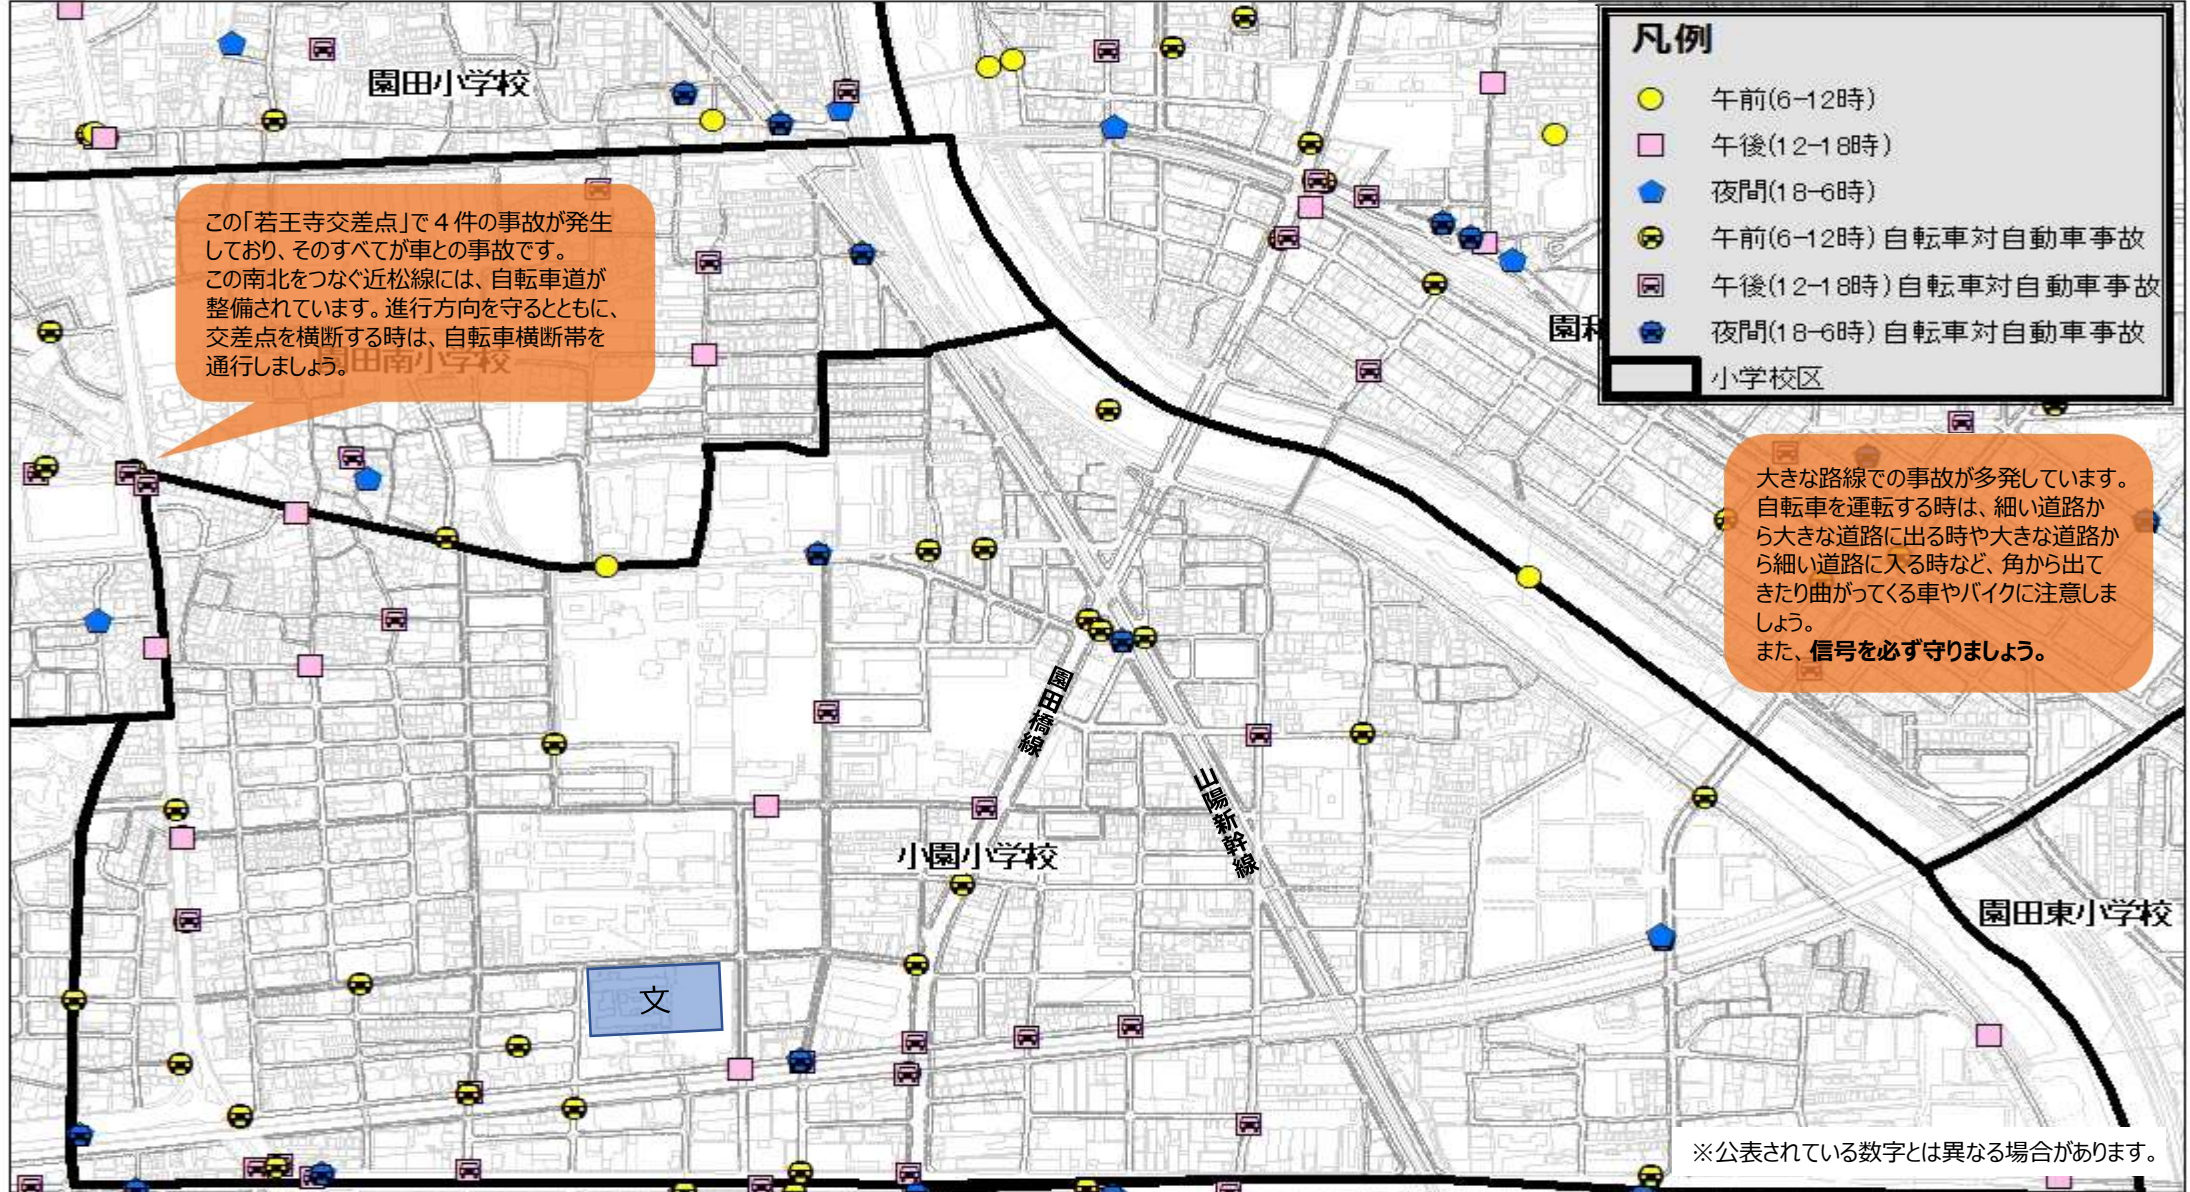 園田小学校
凡例
午前(6-12時)
午後(12-18時)
夜間(18-6時)
午前(6-12時)自転車対自動車事故
午後(12-18時)自転車対自動車事故
夜間(18-6時)自転車対自動車事故
小学校区
この「若王寺交差点」で４件の事故が発生
しており、そのすべてが車との事故です。
この南北をつなぐ近松線には、自転車道が
整備されています。進行方向を守るとともに、
交差点を横断する時は、自転車横断帯を
通行しましょう。
園田南小学校
園和
大きな路線での事故が多発しています。
自転車を運転する時は、細い道路か
ら大きな道路に出る時や大きな道路か
ら細い道路に入る時など、角から出て
きたり曲がってくる車やバイクに注意しま
しょう。
また、信号を必ず守りましょう。
園田橋線
山陽新幹線
小園小学校
園田東小学校
文
※公表されている数字とは異なる場合があります。